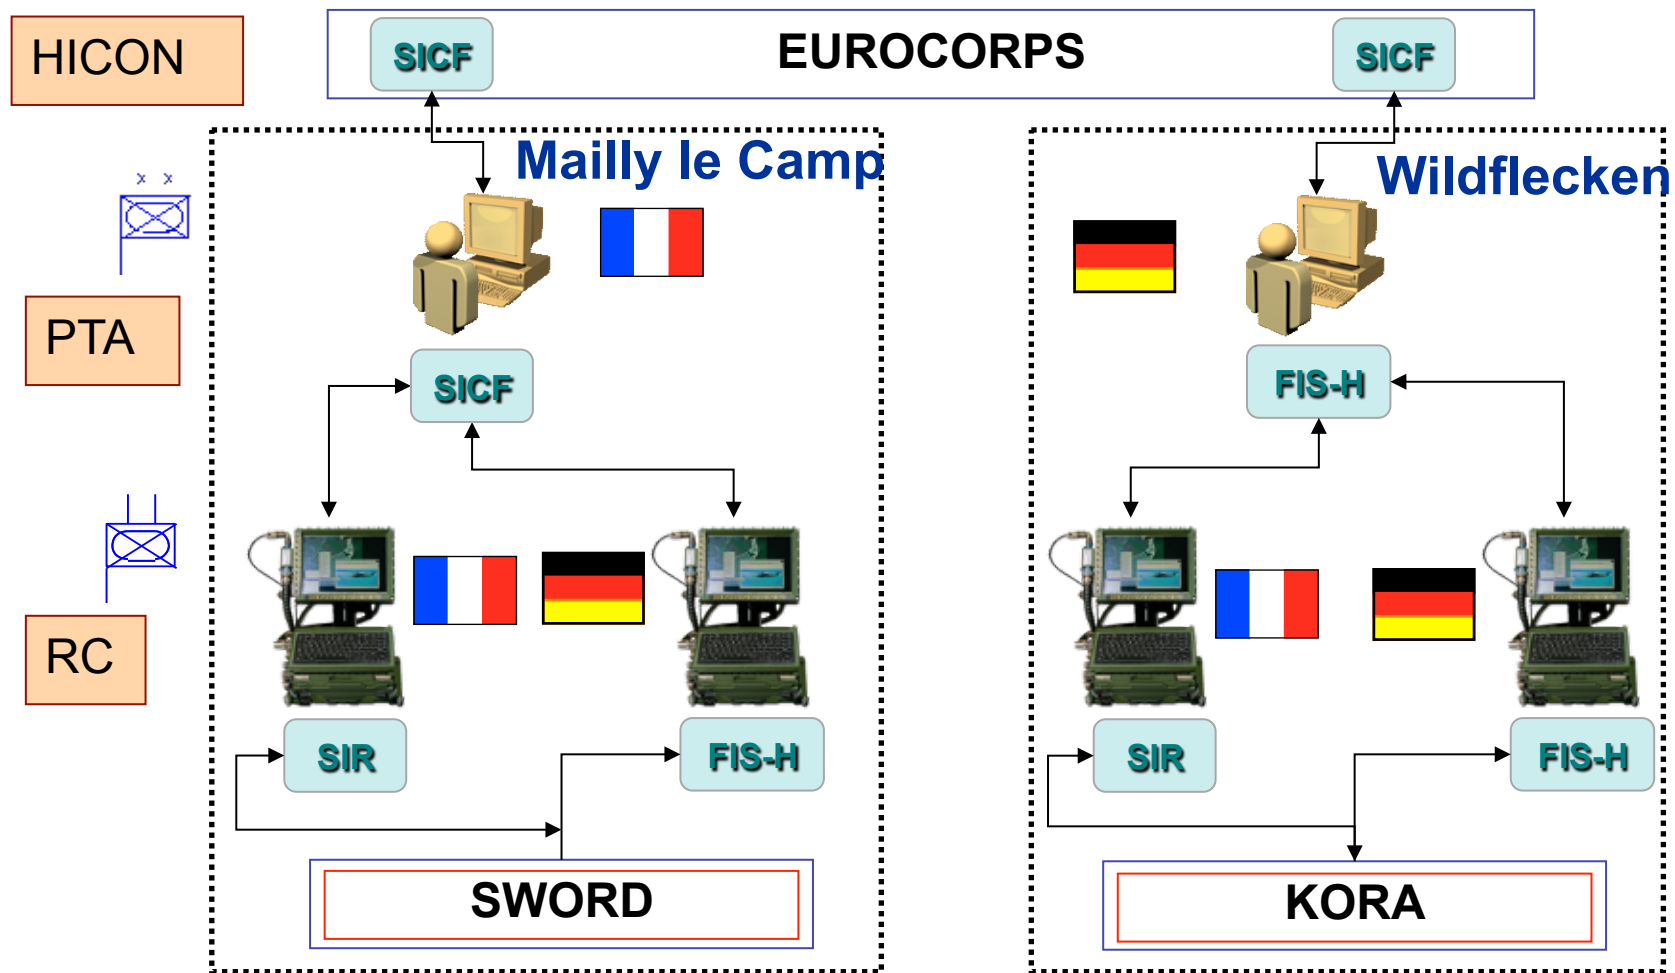 HICON
SICF
EUROCORPS
SICF
Mailly le Camp
Wildflecken
x x
PTA
SICF
FIS-H
RC
SIR
FIS-H
SIR
FIS-H
SWORD
KORA